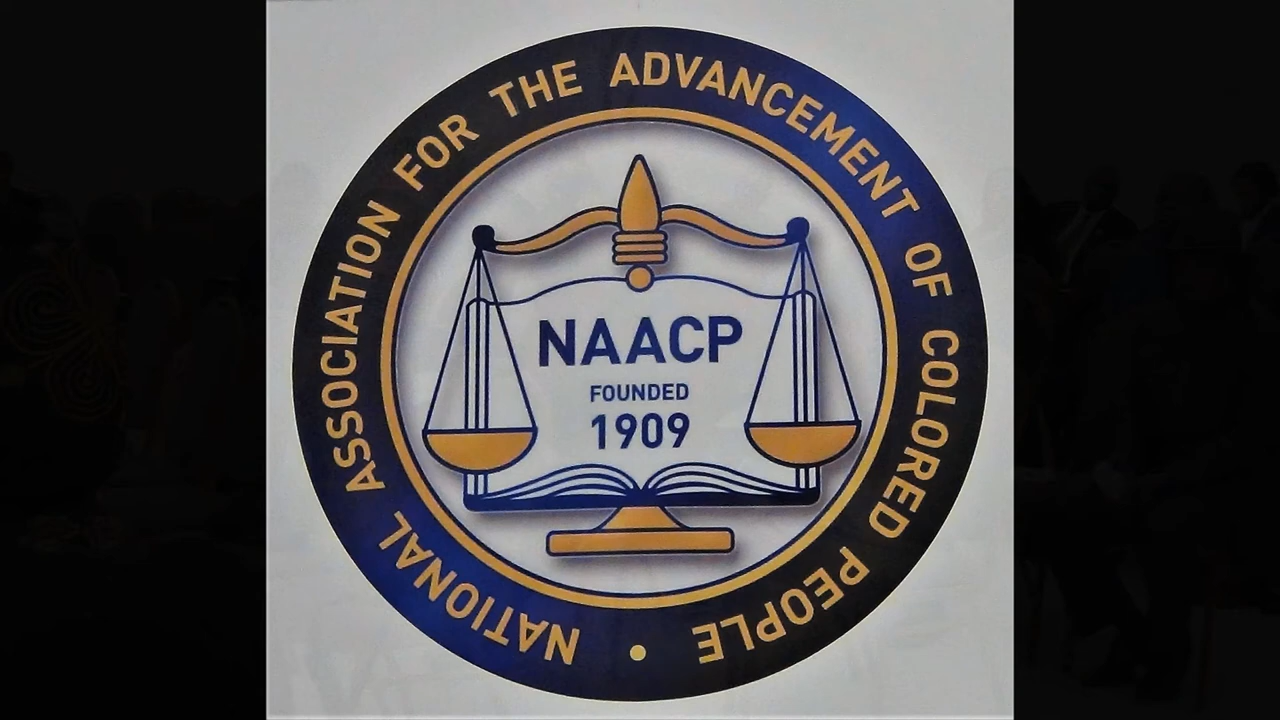 NATIONAL ASSOCIATION FOR THE ADVANCEMENT OF COLORED PEOPLE •
NAACP
FOUNDED
1909